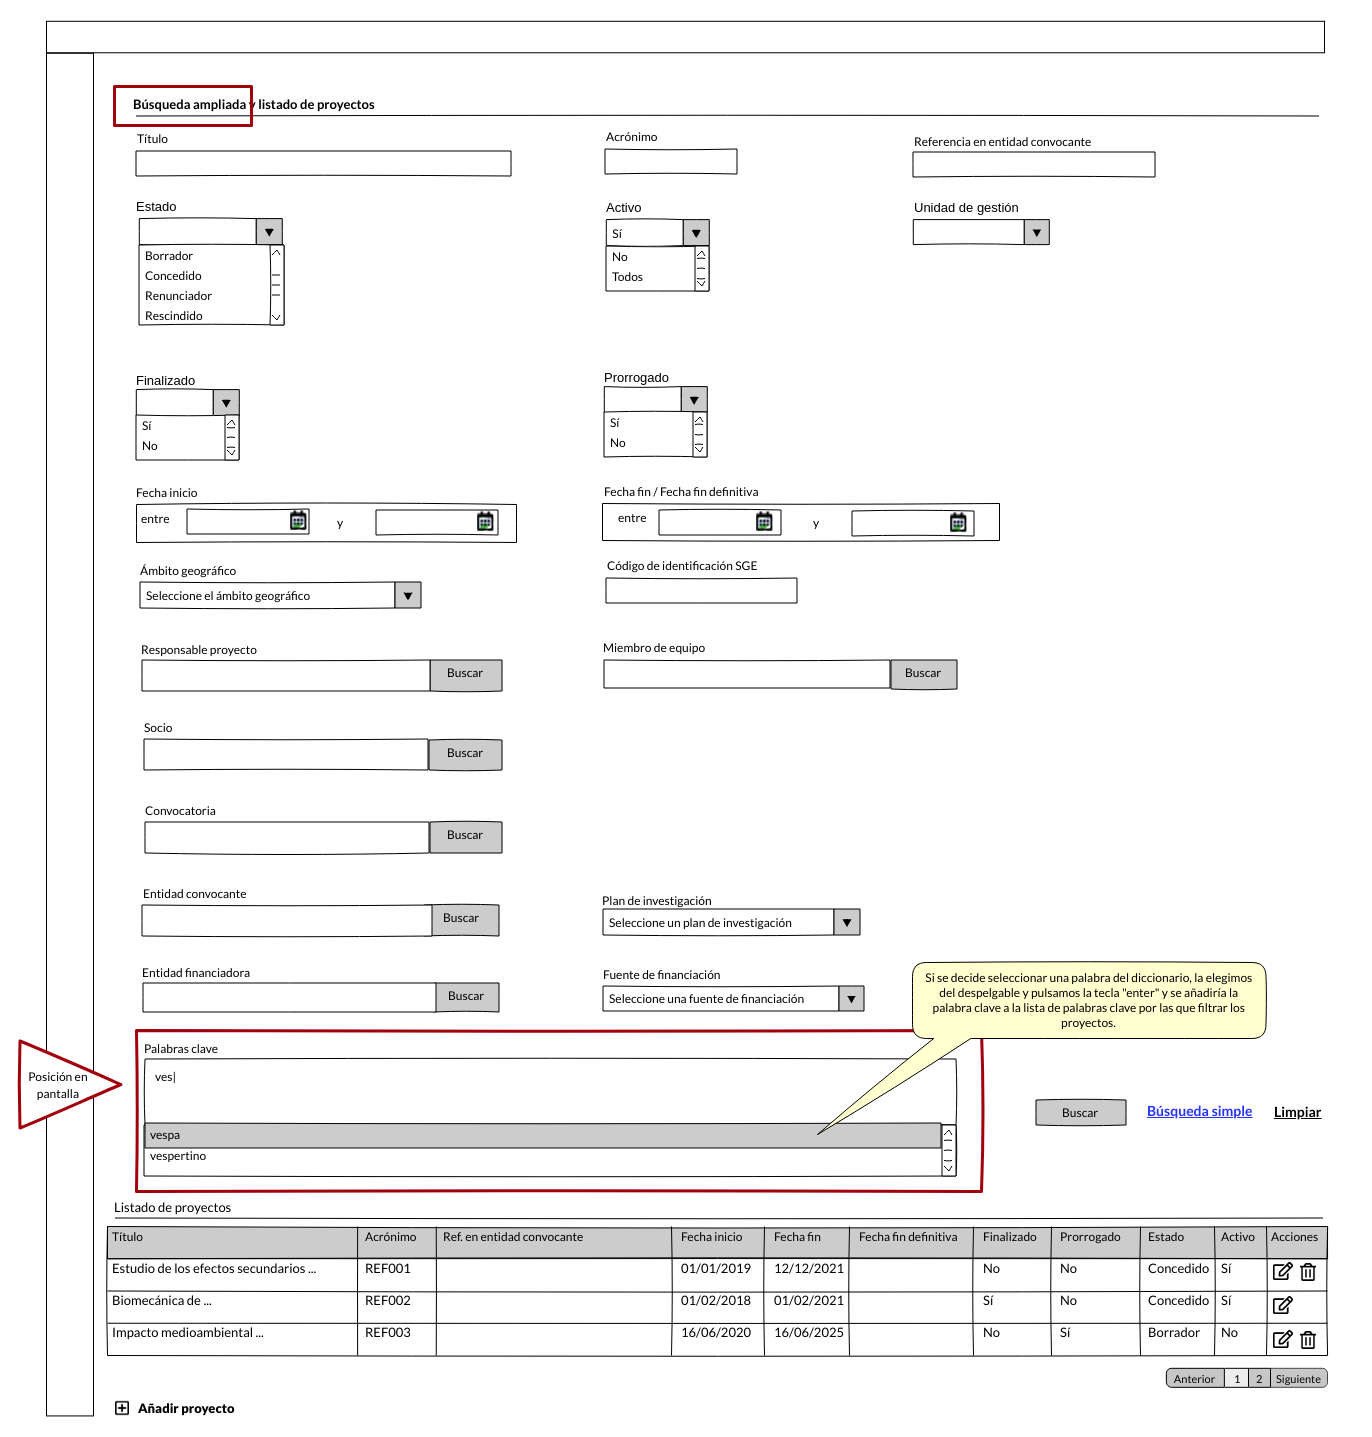 Búsqueda ampliada y listado de proyectos
Título
Acrónimo
Referencia en entidad convocante
Estado
Activo
Unidad de gestión
Sí
Borrador
Concedido
Renunciador
Rescindido
No
Todos
Finalizado
Prorrogado
Sí
No
Sí
No
Fecha inicio
Fecha fin / Fecha fin definitiva
entre y
entre y
Ámbito geográfico
Código de identificación SGE
Seleccione el ámbito geográfico
Responsable proyecto
Miembro de equipo
Buscar
Buscar
Socio
Buscar
Convocatoria
Buscar
Entidad convocante
Plan de investigación
Buscar
Seleccione un plan de investigación
Entidad financiadora
Fuente de financiación
Buscar
Seleccione una fuente de financiación
Si se decide seleccionar una palabra del diccionario, la elegimos
del despelgable y pulsamos la tecla "enter" y se añadiría la
palabra clave a la lista de palabras clave por las que filtrar los
proyectos.
Palabras clave
Posición en
pantalla
ves|
vespa
vespertino
Buscar Búsqueda simple Limpiar
Listado de proyectos
Título Acrónimo Ref. en entidad convocante Fecha inicio Fecha fin Fecha fin definitiva Finalizado Prorrogado Estado Activo Acciones
Estudio de los efectos secundarios ... REF001 01/01/2019 12/12/2021 No No Concedido Sí
Biomecánica de ... REF002 01/02/2018 01/02/2021 Sí No Concedido Sí
Impacto medioambiental ... REF003 16/06/2020 16/06/2025 No Sí Borrador No
Anterior 1 2 Siguiente
Añadir proyecto